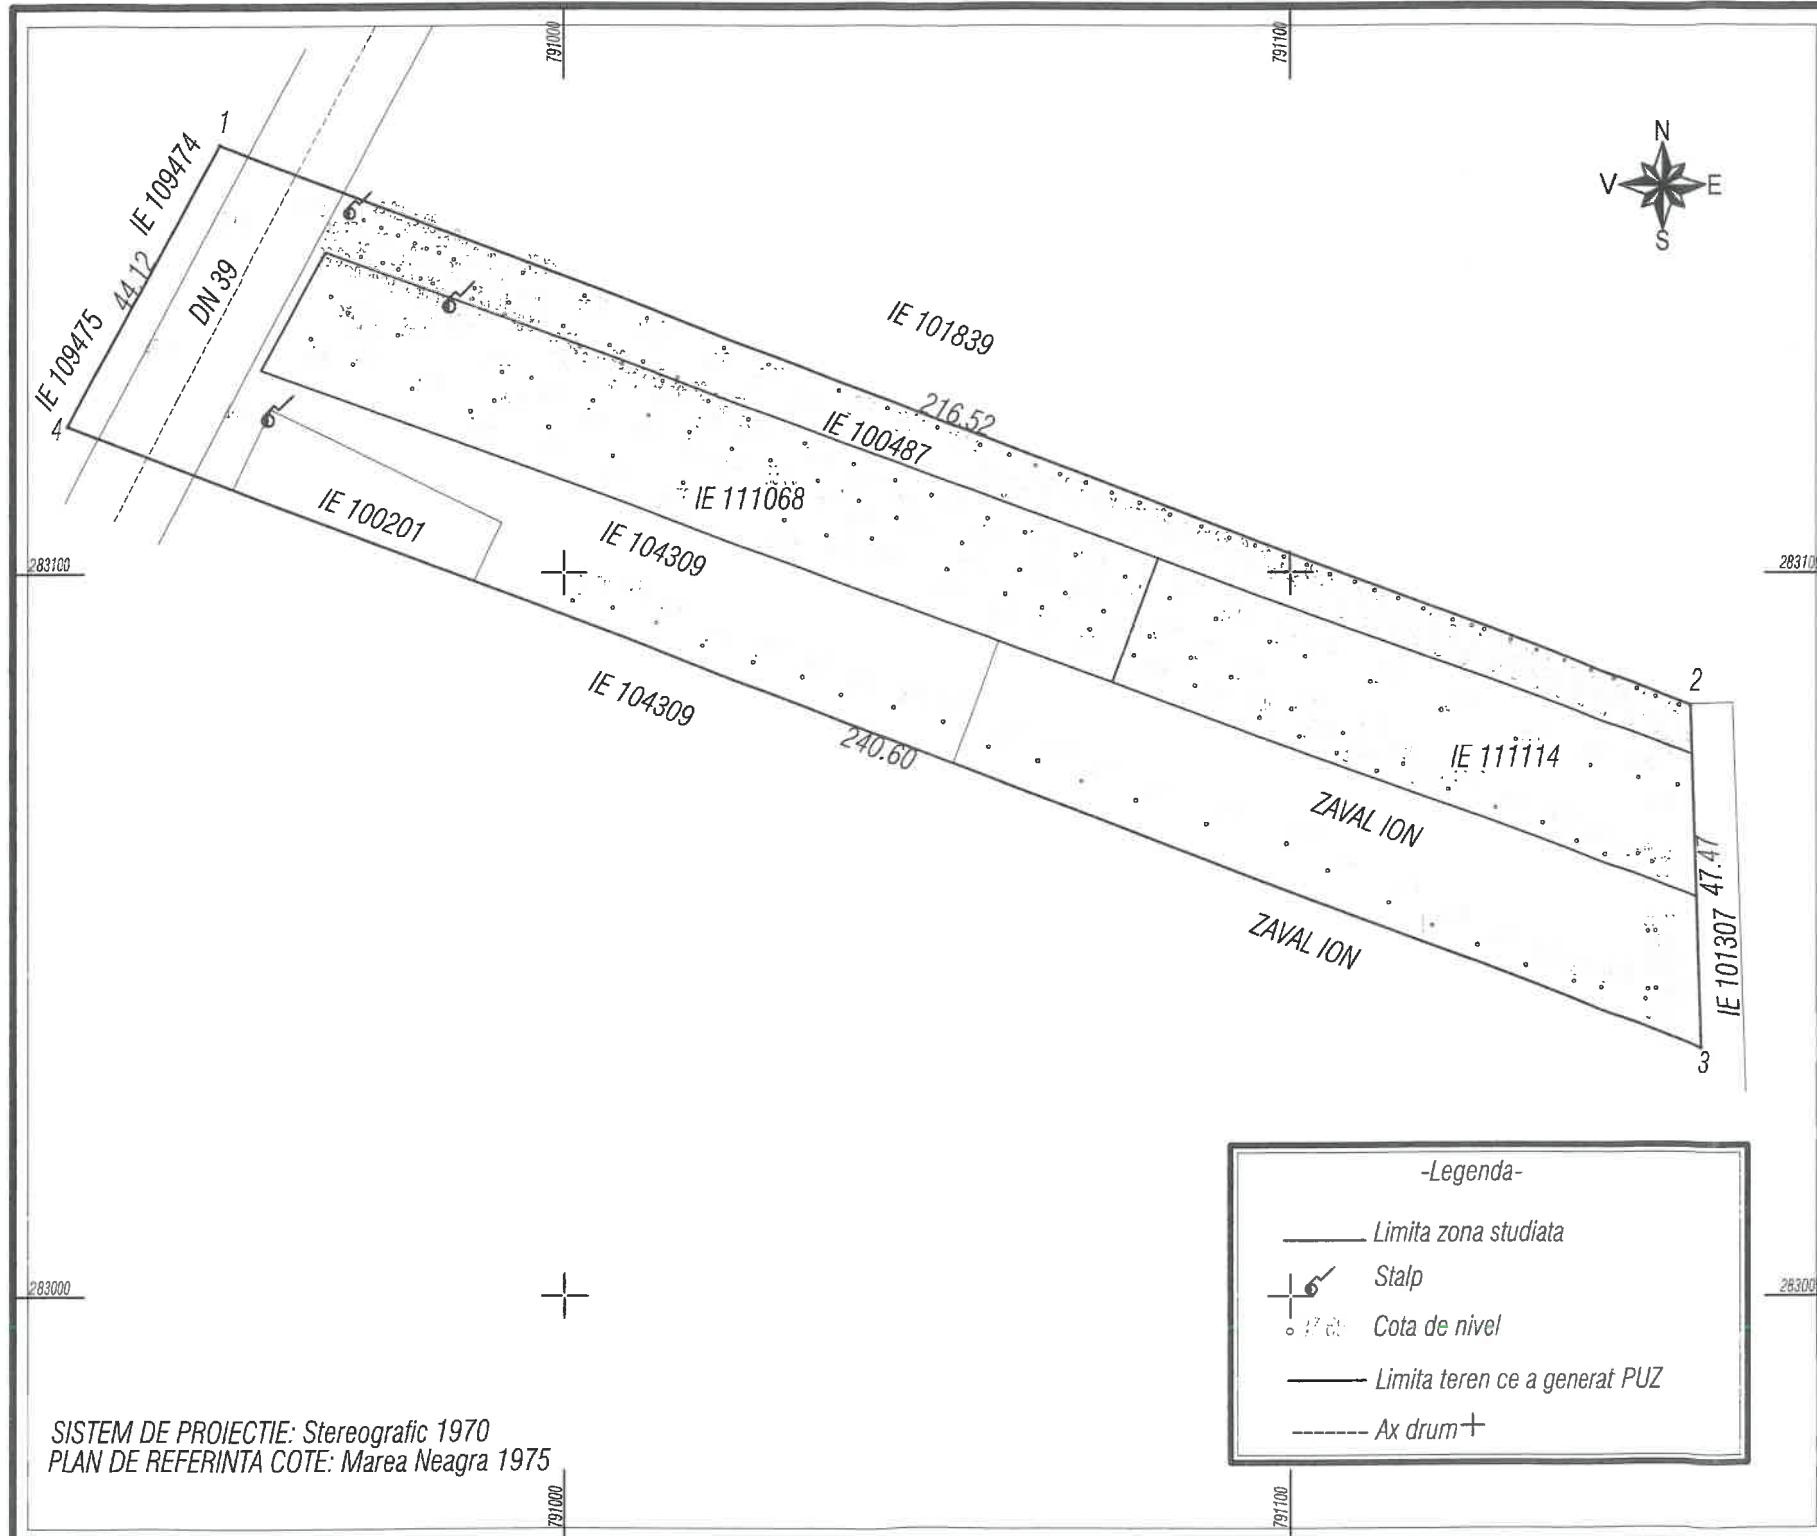 791000
791100
1
N
V
E
S
IE 109474
44.12
IE 109475
DN 39
4
IE 101839
216.52
IE 100487
IE 111068
IE 100201
IE 104309
283100
2
IE 104309
240.60
IE 111114
ZAVAL ION
ZAVAL ION
47.47
IE 101307
3
-Legenda-
Limita zona studiata
Stalp
Cota de nivel
Limita teren ce a generat PUZ
Ax drum
283000
SISTEM DE PROIECTIE: Stereografic 1970
PLAN DE REFERINTA COTE: Marea Neagra 1975
791000
791100